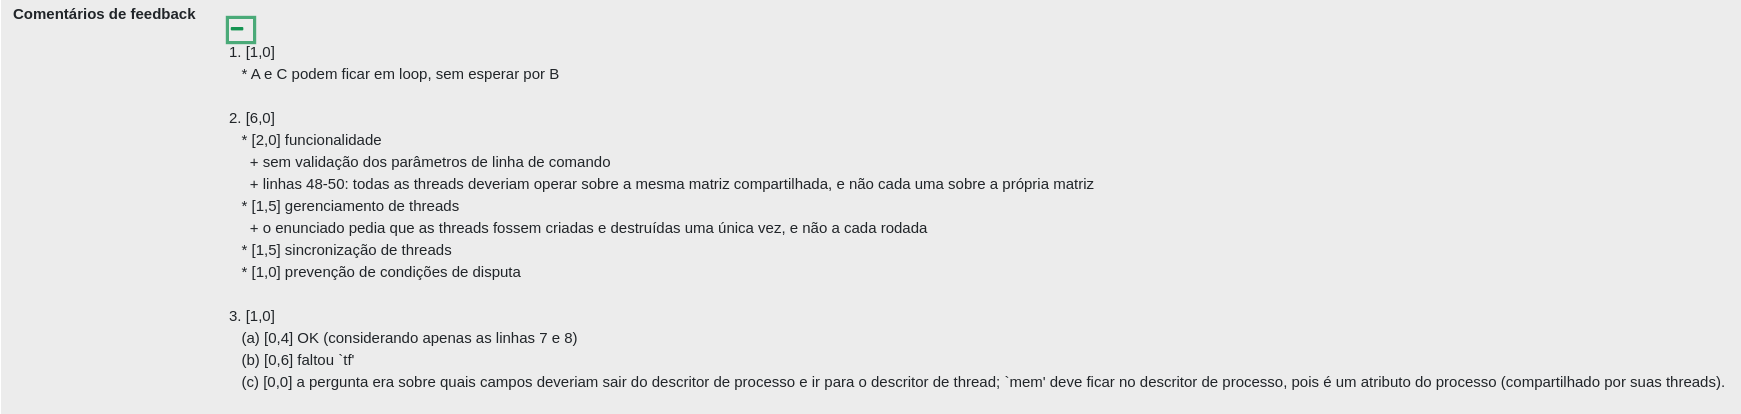 Comentários de feedback
1. [1,0]
* A e C podem ficar em loop, sem esperar por B
2. [6,0]
* [2,0] funcionalidade
+ sem validação dos parâmetros de linha de comando
+ linhas 48-50: todas as threads deveriam operar sobre a mesma matriz compartilhada, e não cada uma sobre a própria matriz
* [1,5] gerenciamento de threads
+ o enunciado pedia que as threads fossem criadas e destruídas uma única vez, e não a cada rodada
* [1,5] sincronização de threads
* [1,0] prevenção de condições de disputa
3. [1,0]
(a) [0,4] OK (considerando apenas as linhas 7 e 8)
(b) [0,6] faltou `tf'
(c) [0,0] a pergunta era sobre quais campos deveriam sair do descritor de processo e ir para o descritor de thread; `mem' deve ficar no descritor de processo, pois é um atributo do processo (compartilhado por suas threads).